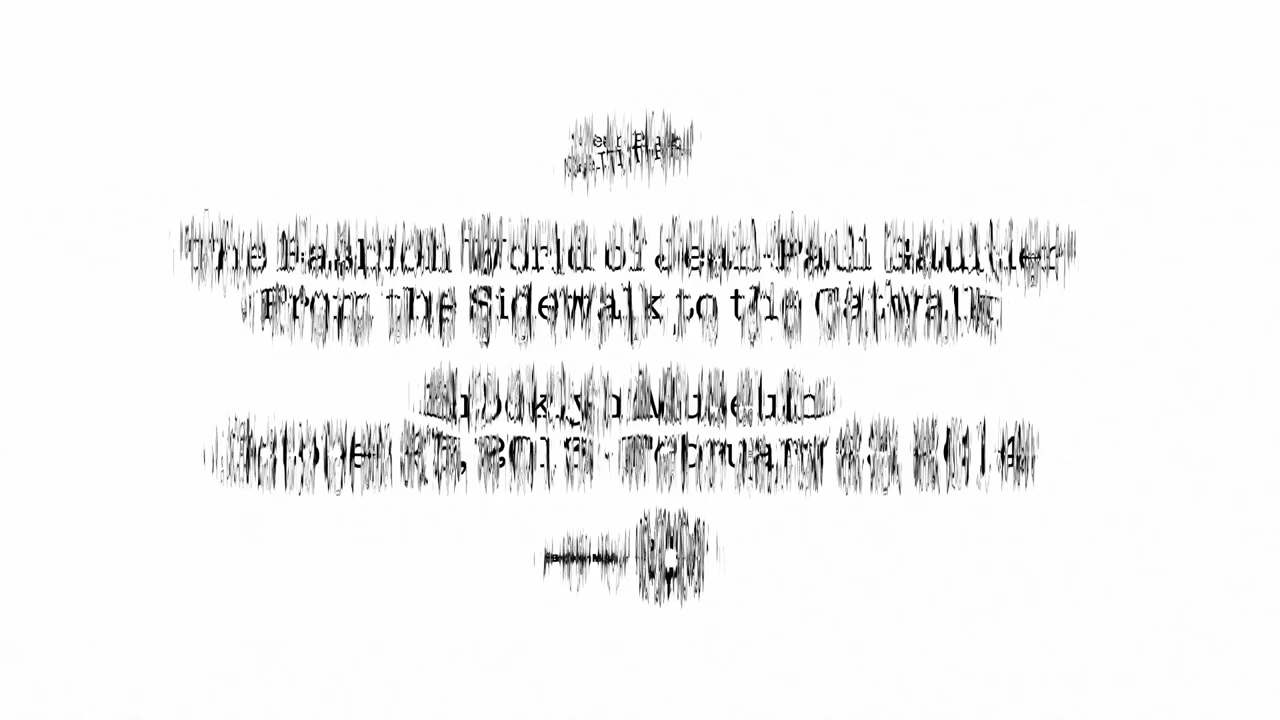 The Fashion World of Jean Paul Gaultier
From the Sidewalk to the Catwalk
Brooklyn Museum
October 25, 2013 - February 23, 2014